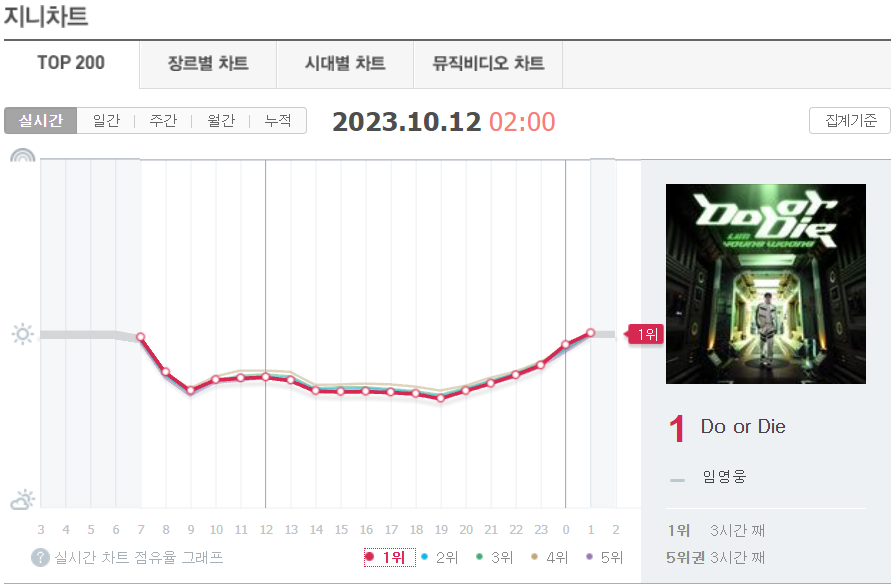 지니차트
TOP 200 장르별 차트 시대별 차트 뮤직비디오 차트
실시간 일간 주간 월간 누적 2023.10.12 02:00 집계기준
Do or Die
LIM YOUNG WOONG
1위
1 Do or Die
임영웅
1위 3시간 째
5위권 3시간 째
3 4 5 6 7 8 9 10 11 12 13 14 15 16 17 18 19 20 21 22 23 0 1 2
? 실시간 차트 점유율 그래프 1위 2위 3위 4위 5위